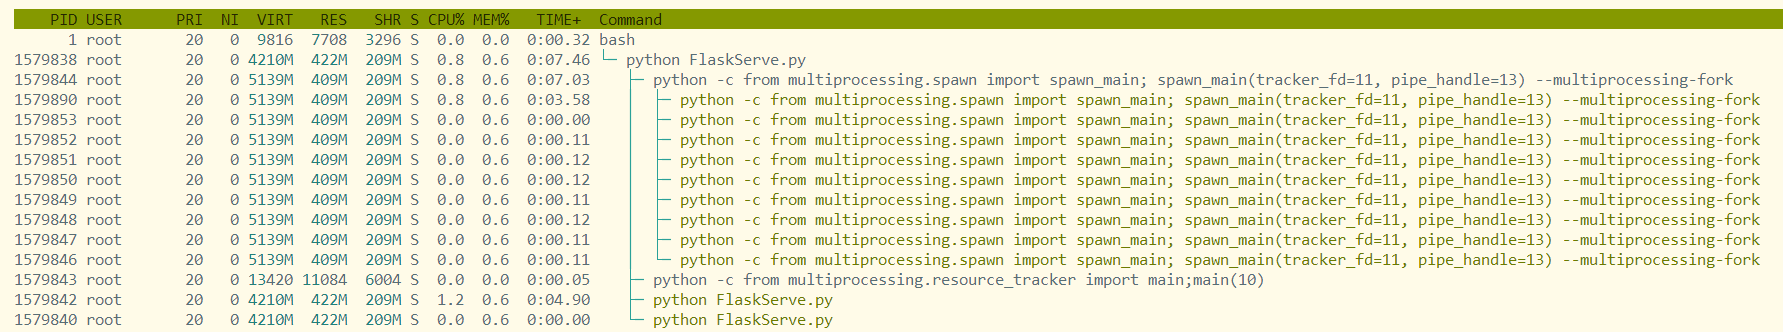 PID USER PRI NI VIRT RES SHR S CPU% MEM% TIME+ Command
1 root 20 0 9816 7708 3296 S 0.0 0.0 0:00.32 bash
1579838 root 20 0 4210M 422M 209M S 0.8 0.6 0:07.46 python FlaskServe.py
1579844 root 20 0 5139M 409M 209M S 0.8 0.6 0:07.03 python -c from multiprocessing.spawn import spawn_main; spawn_main(tracker_fd=11, pipe_handle=13) --multiprocessing-fork
1579890 root 20 0 5139M 409M 209M S 0.8 0.6 0:03.58 python -c from multiprocessing.spawn import spawn_main; spawn_main(tracker_fd=11, pipe_handle=13) --multiprocessing-fork
1579853 root 20 0 5139M 409M 209M S 0.0 0.6 0:00.00 python -c from multiprocessing.spawn import spawn_main; spawn_main(tracker_fd=11, pipe_handle=13) --multiprocessing-fork
1579852 root 20 0 5139M 409M 209M S 0.0 0.6 0:00.11 python -c from multiprocessing.spawn import spawn_main; spawn_main(tracker_fd=11, pipe_handle=13) --multiprocessing-fork
1579851 root 20 0 5139M 409M 209M S 0.0 0.6 0:00.12 python -c from multiprocessing.spawn import spawn_main; spawn_main(tracker_fd=11, pipe_handle=13) --multiprocessing-fork
1579850 root 20 0 5139M 409M 209M S 0.0 0.6 0:00.12 python -c from multiprocessing.spawn import spawn_main; spawn_main(tracker_fd=11, pipe_handle=13) --multiprocessing-fork
1579849 root 20 0 5139M 409M 209M S 0.0 0.6 0:00.11 python -c from multiprocessing.spawn import spawn_main; spawn_main(tracker_fd=11, pipe_handle=13) --multiprocessing-fork
1579848 root 20 0 5139M 409M 209M S 0.0 0.6 0:00.12 python -c from multiprocessing.spawn import spawn_main; spawn_main(tracker_fd=11, pipe_handle=13) --multiprocessing-fork
1579847 root 20 0 5139M 409M 209M S 0.0 0.6 0:00.11 python -c from multiprocessing.spawn import spawn_main; spawn_main(tracker_fd=11, pipe_handle=13) --multiprocessing-fork
1579846 root 20 0 5139M 409M 209M S 0.0 0.6 0:00.11 python -c from multiprocessing.spawn import spawn_main; spawn_main(tracker_fd=11, pipe_handle=13) --multiprocessing-fork
1579843 root 20 0 13420 11084 6004 S 0.0 0.0 0:00.05 python -c from multiprocessing.resource_tracker import main;main(10)
1579842 root 20 0 4210M 422M 209M S 1.2 0.6 0:04.90 python FlaskServe.py
1579840 root 20 0 4210M 422M 209M S 0.0 0.6 0:00.00 python FlaskServe.py